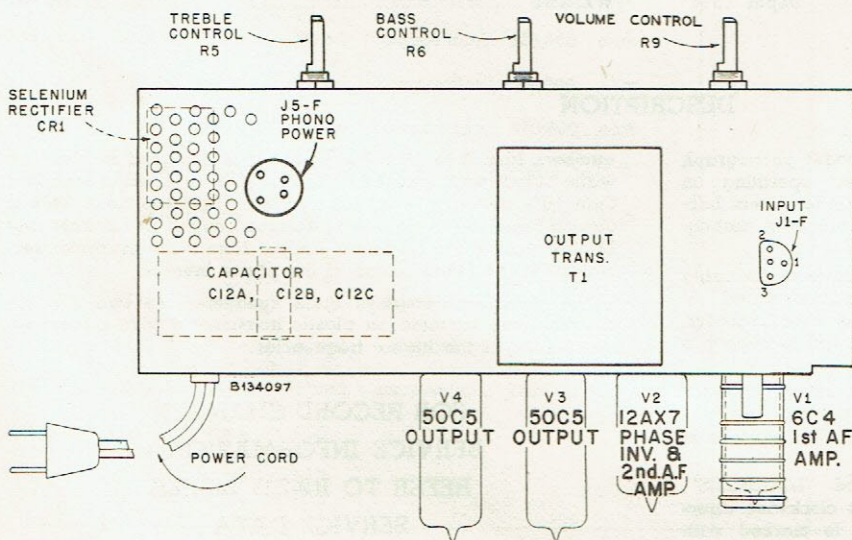 TREBLE
CONTROL
R5
BASS
CONTROL
R6
VOLUME CONTROL
R9
SELENIUM
RECTIFIER
CR1
J5-F
PHONO
POWER
INPUT
J1-F
2
1
3
OUTPUT
TRANS.
T1
CAPACITOR
C12A, C12B, C12C
B134097
POWER CORD
V4
50C5
OUTPUT
V3
50C5
OUTPUT
V2
12AX7
PHASE
INV. &
2nd A.F
AMP.
V1
6C4
1st AF
AMP.